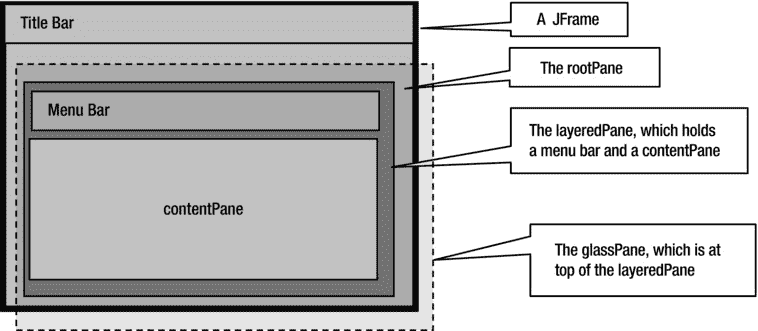 Title Bar
A JFrame
The rootPane
Menu Bar
The layeredPane, which holds
a menu bar and a contentPane
contentPane
The glassPane, which is at
top of the layeredPane